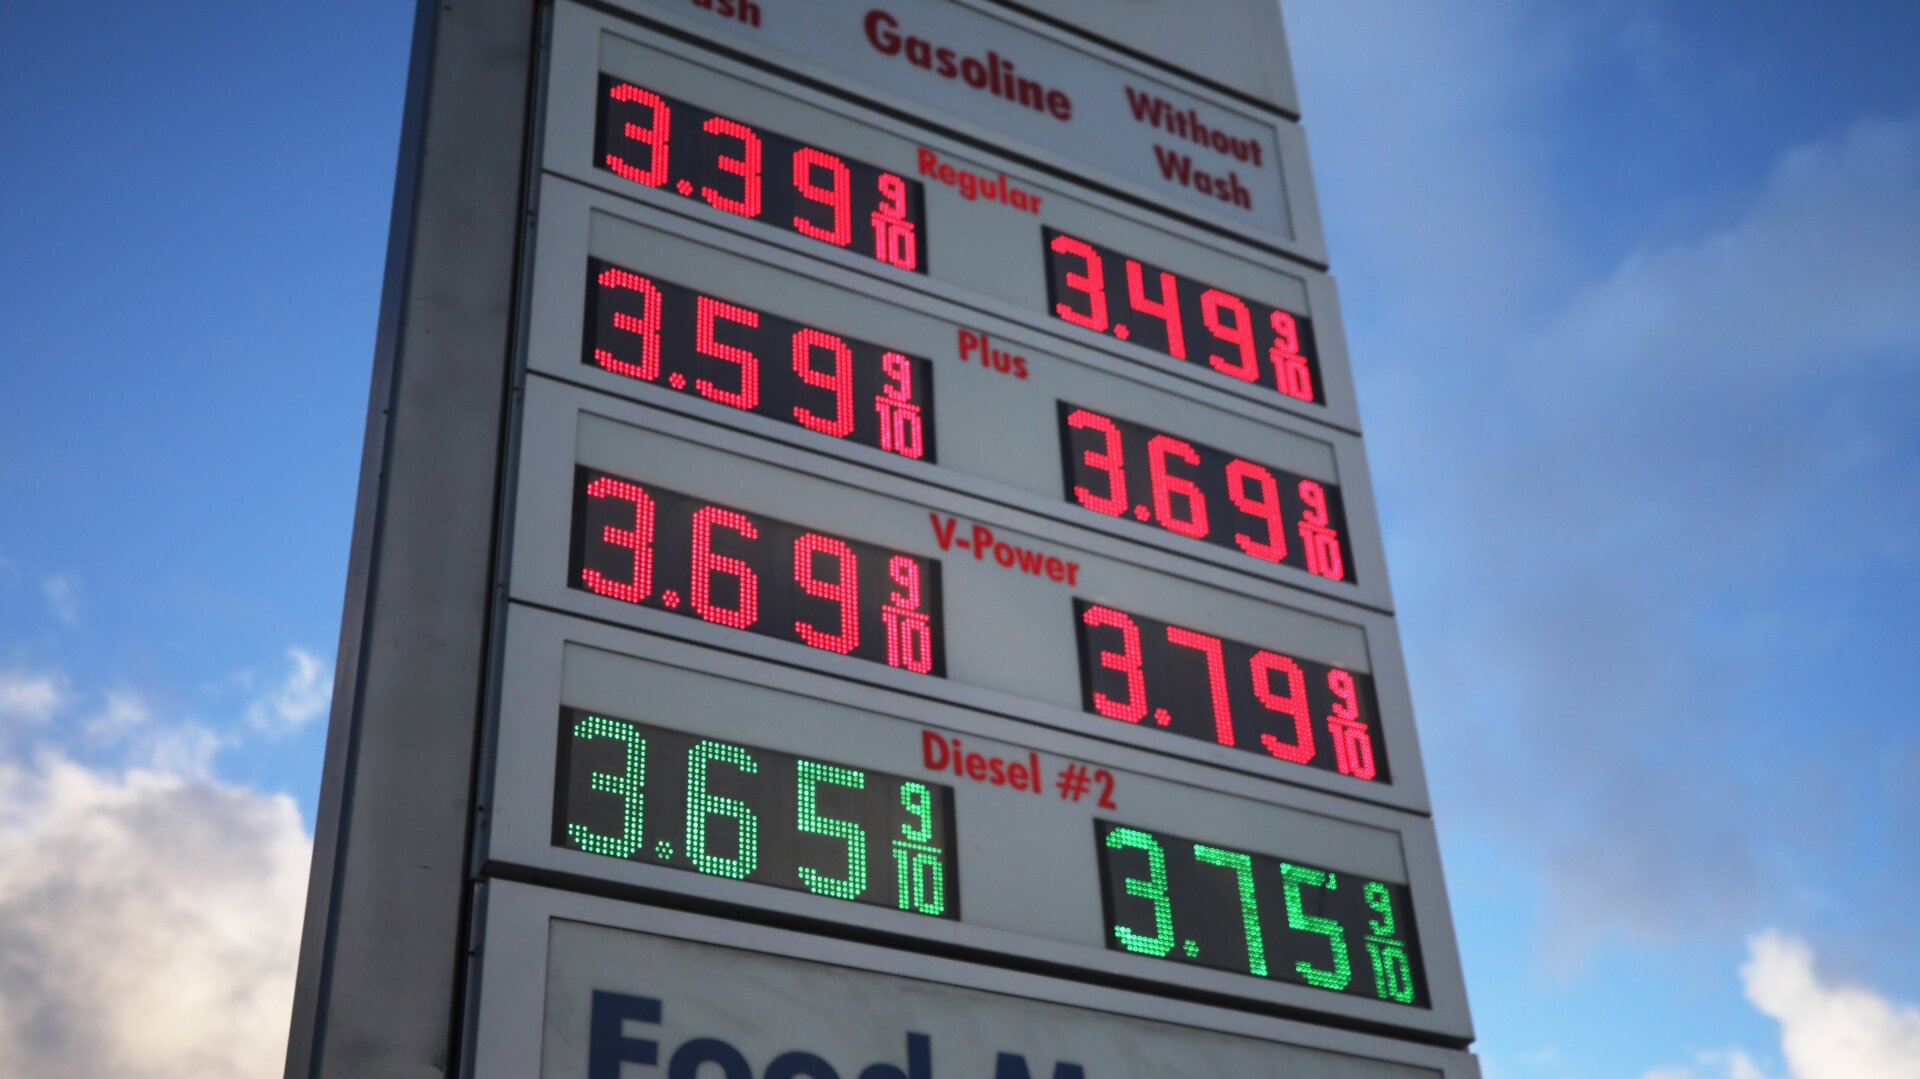 Gasoline
Without
Wash
Regular
3.39 9/10
3.49 9/10
Plus
3.59 9/10
3.69 9/10
V-Power
3.69 9/10
3.79 9/10
Diesel #2
3.65 9/10
3.75 9/10
Food